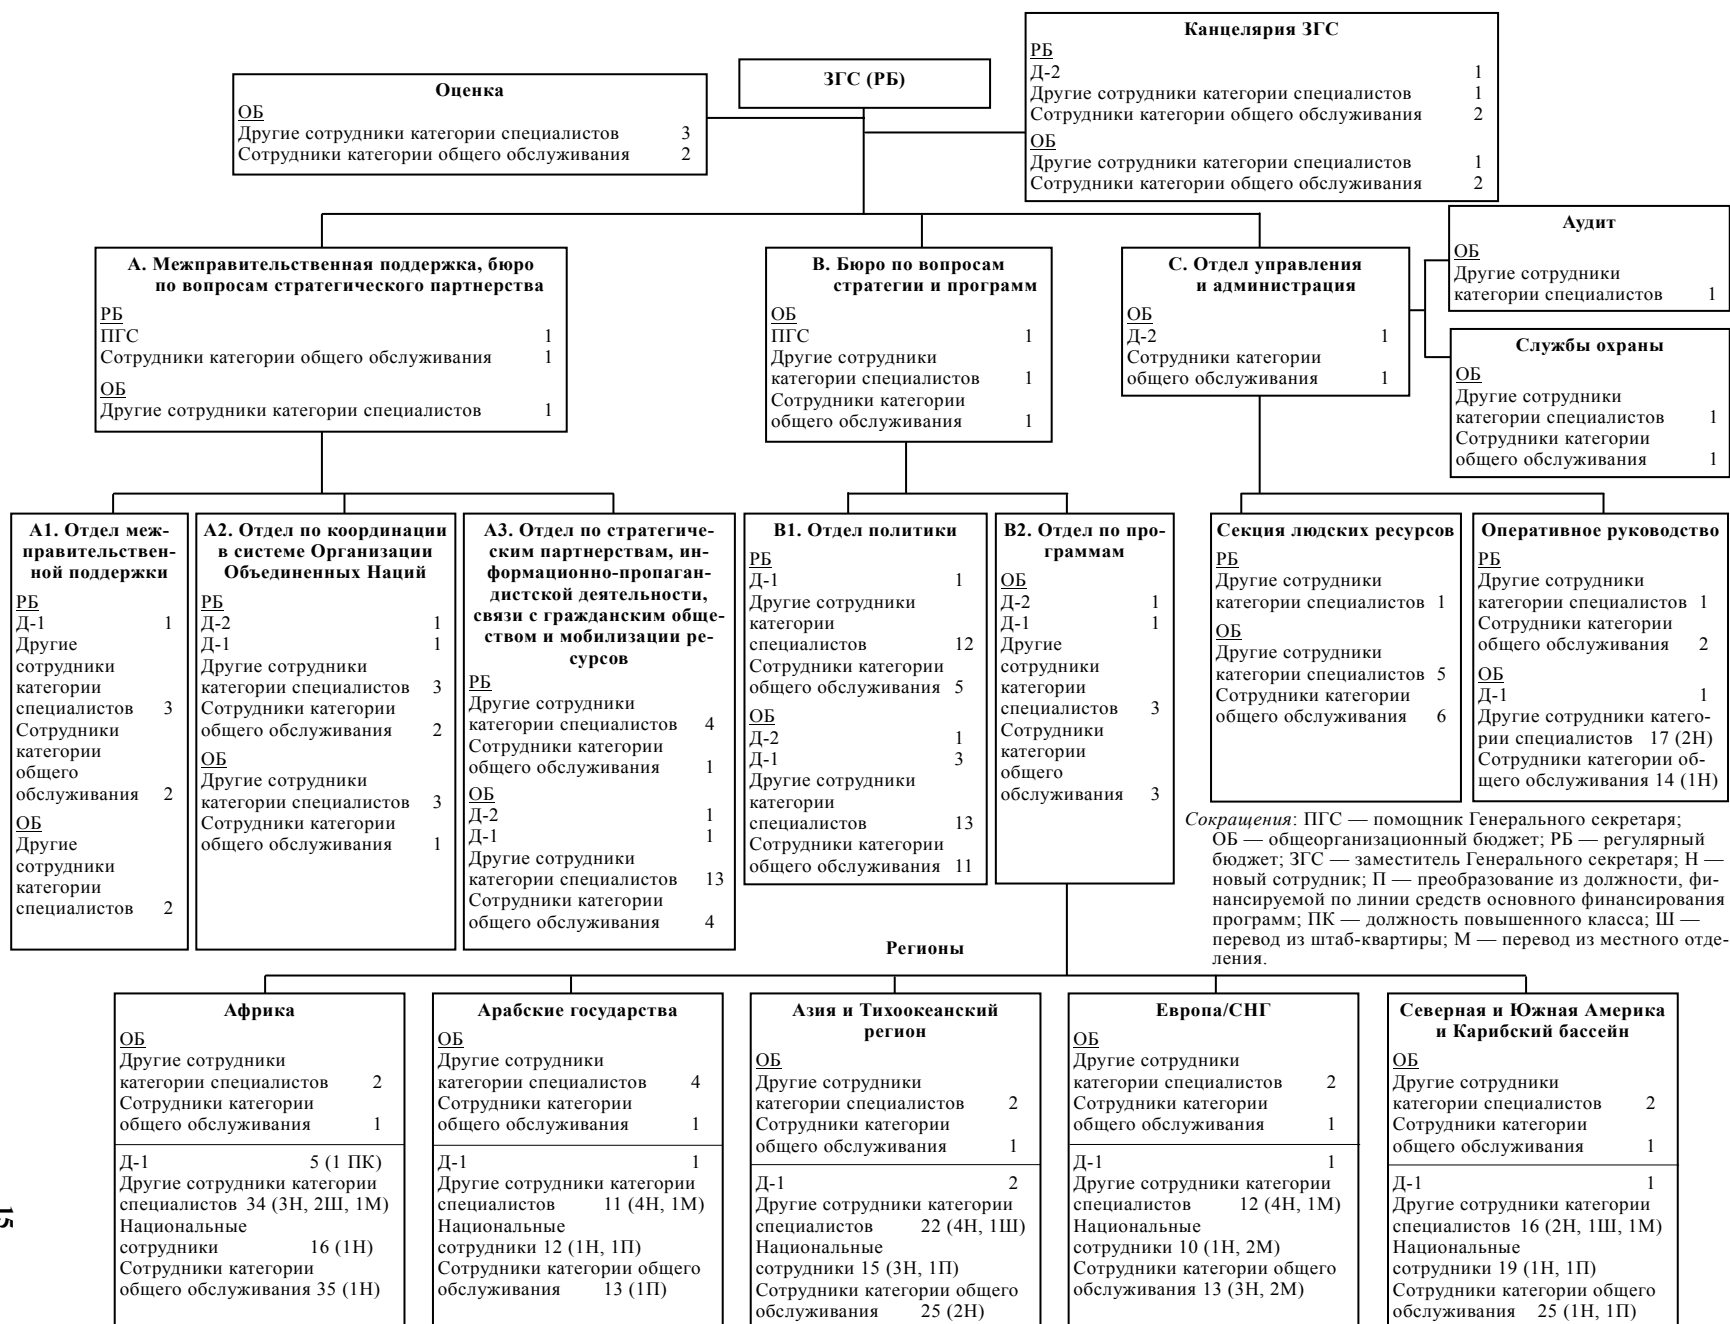 Канцелярия ЗГС
РБ
Д-2 1
Другие сотрудники категории специалистов 1
Сотрудники категории общего обслуживания 2
ОБ
Другие сотрудники категории специалистов 1
Сотрудники категории общего обслуживания 2
ЗГС (РБ)
Оценка
ОБ
Другие сотрудники категории специалистов 3
Сотрудники категории общего обслуживания 2
A. Межправительственная поддержка, бюро
по вопросам стратегического партнерства
РБ
ПГС 1
Сотрудники категории общего обслуживания 1
ОБ
Другие сотрудники категории специалистов 1
B. Бюро по вопросам
стратегии и программ
ОБ
ПГС 1
Другие сотрудники
категории специалистов 1
Сотрудники категории
общего обслуживания 1
C. Отдел управления
и администрация
ОБ
Д-2 1
Сотрудники категории
общего обслуживания 1
Аудит
ОБ
Другие сотрудники
категории специалистов 1
Службы охраны
ОБ
Другие сотрудники
категории специалистов 1
Сотрудники категории
общего обслуживания 1
A1. Отдел меж-
правительствен-
ной поддержки
РБ
Д-1 1
Другие
сотрудники
категории
специалистов 3
Сотрудники
категории
общего
обслуживания 2
ОБ
Другие
сотрудники
категории
специалистов 2
A2. Отдел по координации
в системе Организации
Объединенных Наций
РБ
Д-2 1
Д-1 1
Другие сотрудники
категории специалистов 3
Сотрудники категории
общего обслуживания 2
ОБ
Другие сотрудники
категории специалистов 3
Сотрудники категории
общего обслуживания 1
A3. Отдел по стратегиче-
ским партнерствам, ин-
формационно-пропаган-
дистской деятельности,
связи с гражданским обще-
ством и мобилизации ре-
сурсов
РБ
Другие сотрудники
категории специалистов 4
Сотрудники категории
общего обслуживания 1
ОБ
Д-2 1
Д-1 1
Другие сотрудники
категории специалистов 13
Сотрудники категории
общего обслуживания 4
B1. Отдел политики
РБ
Д-1 1
Другие сотрудники
категории
специалистов 12
Сотрудники категории
общего обслуживания 5
ОБ
Д-2 1
Д-1 3
Другие сотрудники
категории
специалистов 13
Сотрудники категории
общего обслуживания 11
B2. Отдел по про-
граммам
ОБ
Д-2 1
Д-1 1
Другие
сотрудники
категории
специалистов 3
Сотрудники
категории
общего
обслуживания 3
Секция людских ресурсов
РБ
Другие сотрудники
категории специалистов 1
ОБ
Другие сотрудники
категории специалистов 5
Сотрудники категории
общего обслуживания 6
Оперативное руководство
РБ
Другие сотрудники
категории специалистов 1
Сотрудники категории
общего обслуживания 2
ОБ
Д-1 1
Другие сотрудники катего-
рии специалистов 17 (2Н)
Сотрудники категории об-
щего обслуживания 14 (1Н)
Сокращения: ПГС — помощник Генерального секретаря;
ОБ — общеорганизационный бюджет; РБ — регулярный
бюджет; ЗГС — заместитель Генерального секретаря; Н —
новый сотрудник; П — преобразование из должности, фи-
нансируемой по линии средств основного финансирования
программ; ПК — должность повышенного класса; Ш —
перевод из штаб-квартиры; М — перевод из местного отде-
ления.
Регионы
Африка
ОБ
Другие сотрудники
категории специалистов 2
Сотрудники категории
общего обслуживания 1
Д-1 5 (1 ПК)
Другие сотрудники категории
специалистов 34 (3Н, 2Ш, 1М)
Национальные
сотрудники 16 (1Н)
Сотрудники категории
общего обслуживания 35 (1Н)
Арабские государства
ОБ
Другие сотрудники
категории специалистов 4
Сотрудники категории
общего обслуживания 1
Д-1 1
Другие сотрудники категории
специалистов 11 (4Н, 1М)
Национальные
сотрудники 12 (1Н, 1П)
Сотрудники категории общего
обслуживания 13 (1П)
Азия и Тихоокеанский
регион
ОБ
Другие сотрудники
категории специалистов 2
Сотрудники категории
общего обслуживания 1
Д-1 2
Другие сотрудники категории
специалистов 22 (4Н, 1Ш)
Национальные
сотрудники 15 (3Н, 1П)
Сотрудники категории общего
обслуживания 25 (2Н)
Европа/СНГ
ОБ
Другие сотрудники
категории специалистов 2
Сотрудники категории
общего обслуживания 1
Д-1 1
Другие сотрудники категории
специалистов 12 (4Н, 1М)
Национальные
сотрудники 10 (1Н, 2М)
Сотрудники категории общего
обслуживания 13 (3Н, 2М)
Северная и Южная Америка
и Карибский бассейн
ОБ
Другие сотрудники
категории специалистов 2
Сотрудники категории
общего обслуживания 1
Д-1 1
Другие сотрудники категории
специалистов 16 (2Н, 1Ш, 1М)
Национальные
сотрудники 19 (1Н, 1П)
Сотрудники категории общего
обслуживания 25 (1Н, 1П)
15